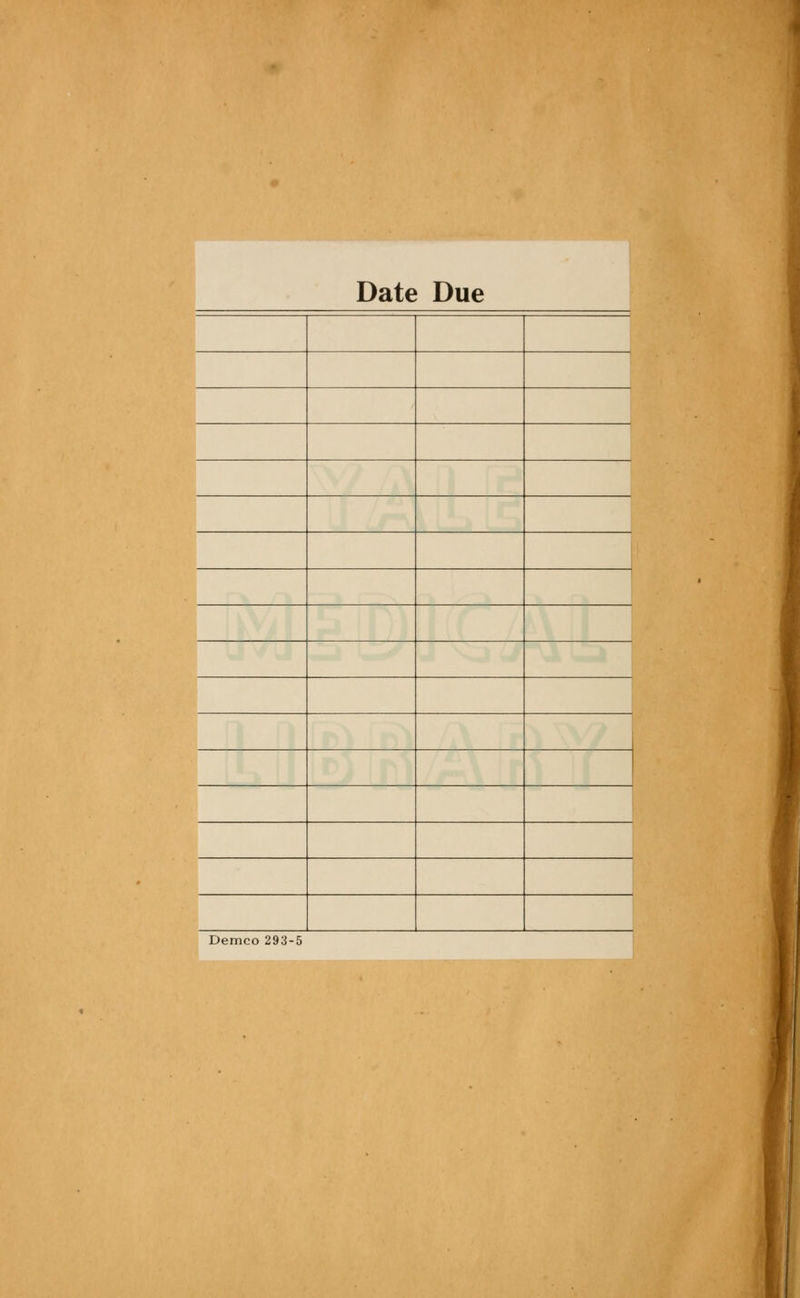 Date Due
YALE
MEDICAL
LIBRARY
Demco 293-5